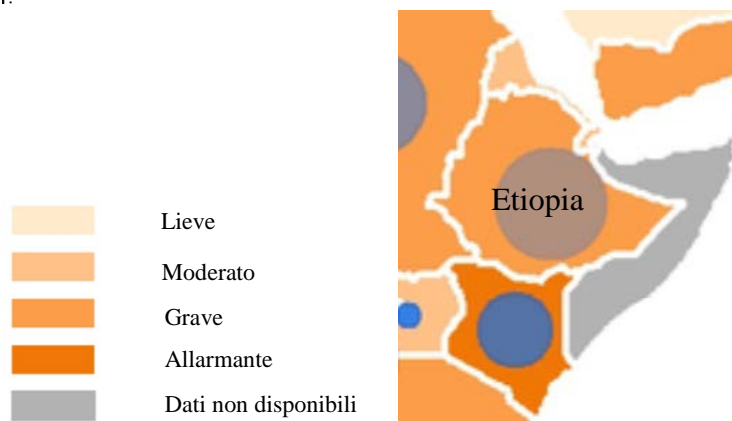 Etiopia
Lieve
Moderato
Grave
Allarmante
Dati non disponibili